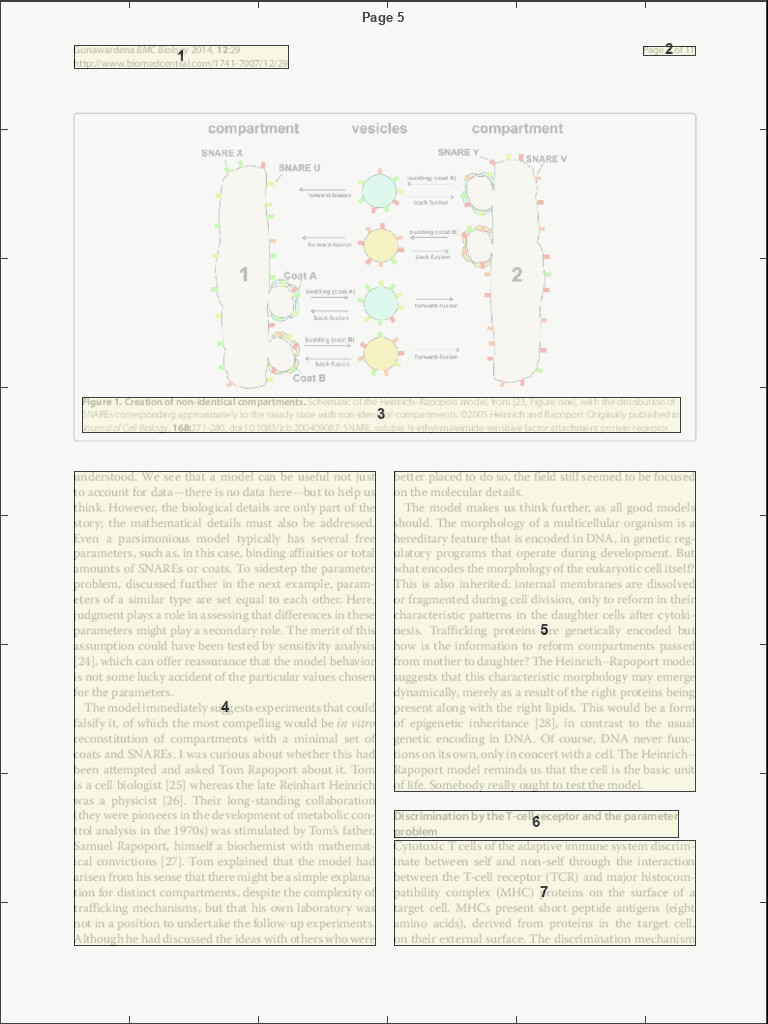 Page 5
Gunawardena BMC Biology 2014, 12:29
http://www.biomedcentral.com/1741-7007/12/29
1
Page of 11
2
compartment vesicles compartment
SNARE X
SNARE U
SNARE Y
SNARE V
budding (coat A)
forward-fusion
back-fusion
budding (coat B)
forward-fusion
back-fusion
1
2
Coat A
budding (coat A)
back-fusion
forward-fusion
budding (coat B)
back-fusion
forward-fusion
Coat B
Figure 1. Creation of non-identical compartments. Schematic of the Heinrich–Rapoport model, from [23, Figure one], with the distribution of
SNAREs corresponding approximately to the steady state with non-identical compartments. ©2005 Heinrich and Rapoport. Originally published in
Journal of Cell Biology, 168:271-280, doi:10.1083/jcb.200409087. SNARE, soluble N-ethyl-maleimide-sensitive factor attachment protein receptor.
3
understood. We see that a model can be useful not just
to account for data—there is no data here—but to help us
think. However, the biological details are only part of the
story; the mathematical details must also be addressed.
Even a parsimonious model typically has several free
parameters, such as, in this case, binding affinities or total
amounts of SNAREs or coats. To sidestep the parameter
problem, discussed further in the next example, param-
eters of a similar type are set equal to each other. Here,
judgment plays a role in assessing that differences in these
parameters might play a secondary role. The merit of this
assumption could have been tested by sensitivity analysis
[24], which can offer reassurance that the model behavior
is not some lucky accident of the particular values chosen
for the parameters.
The model immediately suggests experiments that could
falsify it, of which the most compelling would be in vitro
reconstitution of compartments with a minimal set of
coats and SNAREs. I was curious about whether this had
been attempted and asked Tom Rapoport about it. Tom
is a cell biologist [25] whereas the late Reinhart Heinrich
was a physicist [26]. Their long-standing collaboration
(they were pioneers in the development of metabolic con-
trol analysis in the 1970s) was stimulated by Tom's father,
Samuel Rapoport, himself a biochemist with mathemat-
ical convictions [27]. Tom explained that the model had
arisen from his sense that there might be a simple explana-
tion for distinct compartments, despite the complexity of
trafficking mechanisms, but that his own laboratory was
not in a position to undertake the follow-up experiments.
Although he had discussed the ideas with others who were
4
better placed to do so, the field still seemed to be focused
on the molecular details.
The model makes us think further, as all good models
should. The morphology of a multicellular organism is a
hereditary feature that is encoded in DNA, in genetic reg-
ulatory programs that operate during development. But
what encodes the morphology of the eukaryotic cell itself?
This is also inherited: internal membranes are dissolved
or fragmented during cell division, only to reform in their
characteristic patterns in the daughter cells after cytoki-
nesis. Trafficking proteins are genetically encoded but
how is the information to reform compartments passed
from mother to daughter? The Heinrich–Rapoport model
suggests that this characteristic morphology may emerge
dynamically, merely as a result of the right proteins being
present along with the right lipids. This would be a form
of epigenetic inheritance [28], in contrast to the usual
genetic encoding in DNA. Of course, DNA never func-
tions on its own, only in concert with a cell. The Heinrich–
Rapoport model reminds us that the cell is the basic unit
of life. Somebody really ought to test the model.
5
Discrimination by the T-cell receptor and the parameter
problem
6
Cytotoxic T cells of the adaptive immune system discrim-
inate between self and non-self through the interaction
between the T-cell receptor (TCR) and major histocom-
patibility complex (MHC) proteins on the surface of a
target cell. MHCs present short peptide antigens (eight
amino acids), derived from proteins in the target cell,
on their external surface. The discrimination mechanism
7